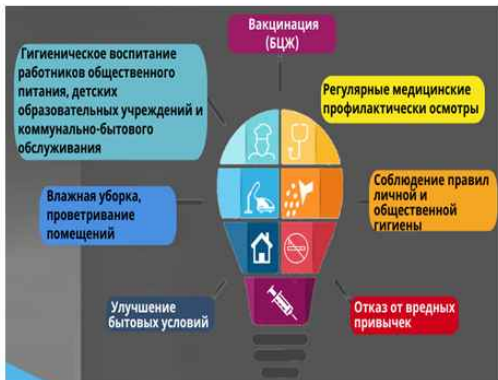 Вакцинация
(БЦЖ)
Гигиеническое воспитание
работников общественного
питания, детских
образовательных учреждений и
коммунально-бытового
обслуживания
Регулярные медицинские
профилактически осмотры
Влажная уборка,
проветривание
помещений
Соблюдение правил
личной и
общественной
гигиены
Улучшение
бытовых условий
Отказ от вредных
привычек